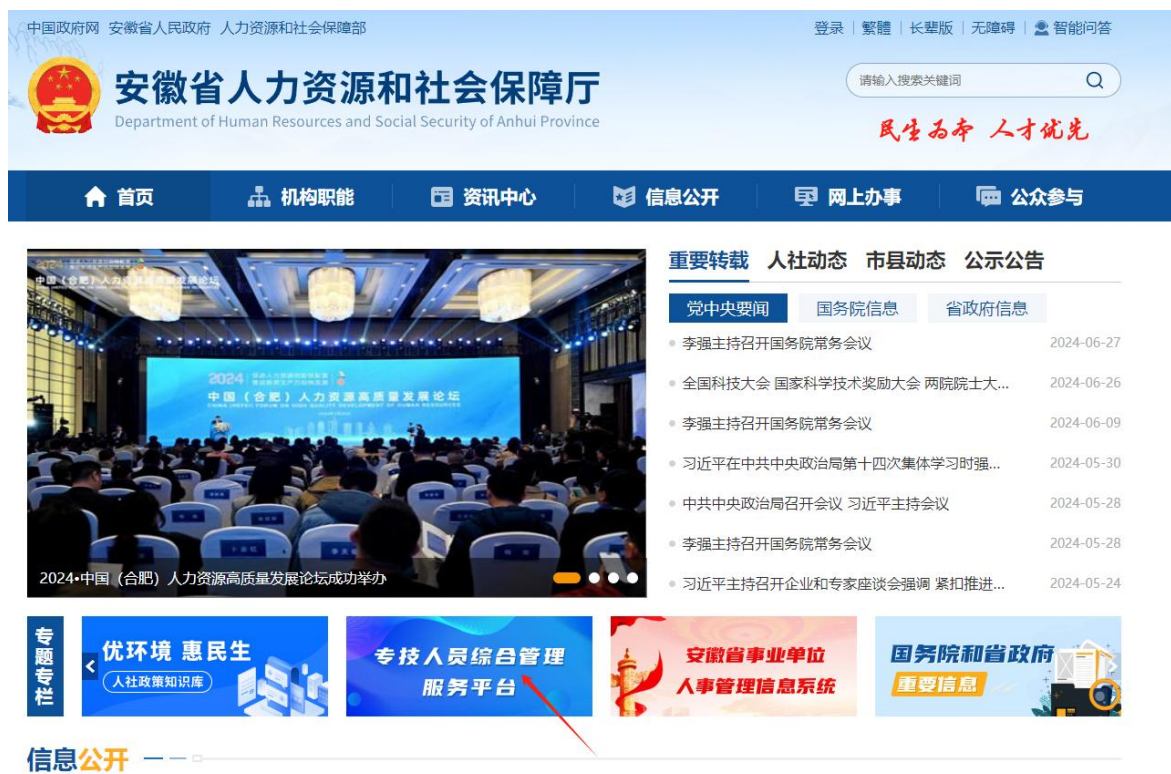 中国政府网 安徽省人民政府 人力资源和社会保障部
登录 | 繁體 | 长辈版 | 无障碍 | 智能问答
安徽省人力资源和社会保障厅
Department of Human Resources and Social Security of Anhui Province
请输入搜索关键词
民生为本 人才优先
首页 机构职能 资讯中心 信息公开 网上办事 公众参与
2024
中国（合肥）人力资源高质量发展论坛
2024•中国（合肥）人力资源高质量发展论坛成功举办
重要转载 人社动态 市县动态 公示公告
党中央要闻 国务院信息 省政府信息
李强主持召开国务院常务会议 2024-06-27
全国科技大会 国家科学技术奖励大会 两院院士大... 2024-06-26
李强主持召开国务院常务会议 2024-06-09
习近平在中共中央政治局第十四次集体学习时强... 2024-05-30
中共中央政治局召开会议 习近平主持会议 2024-05-28
李强主持召开国务院常务会议 2024-05-28
习近平主持召开企业和专家座谈会强调 紧扣推进... 2024-05-24
专题专栏
优环境 惠民生
人社政策知识库
专技人员综合管理
服务平台
安徽省事业单位
人事管理信息系统
国务院和省政府
重要信息
信息公开